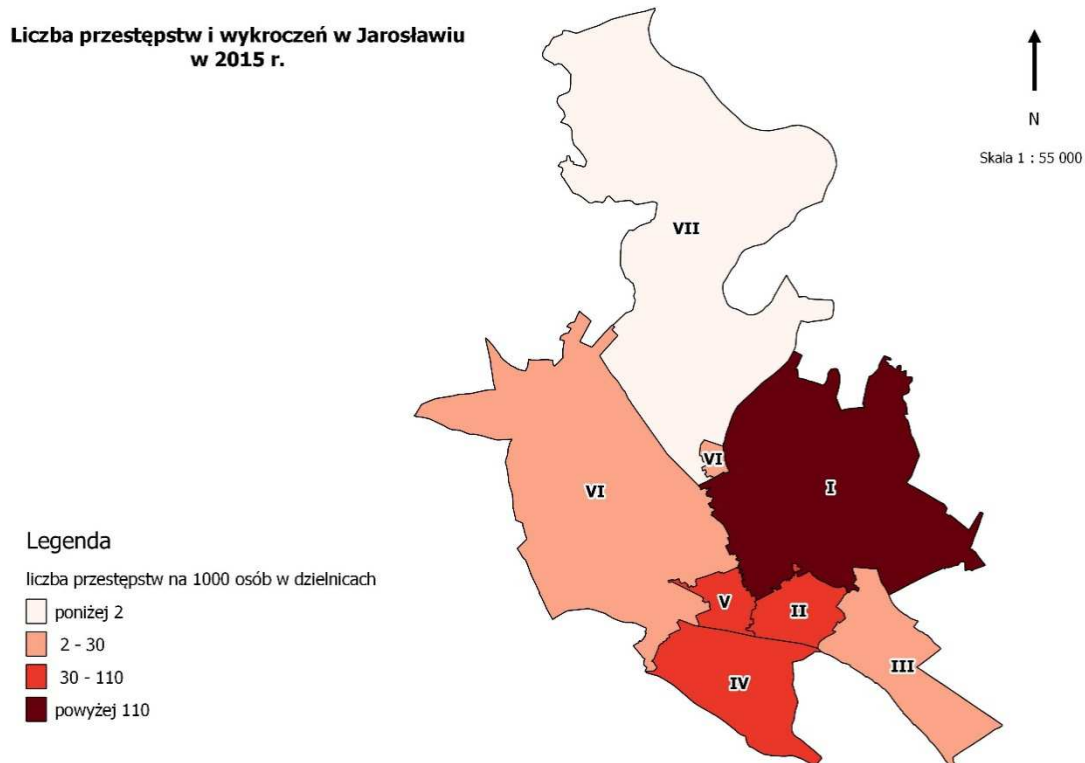 Liczba przestępstw i wykroczeń w Jarosławiu
w 2015 r.
N
Skala 1 : 55 000
VII
VI
VI
I
V
II
III
IV
Legenda
liczba przestępstw na 1000 osób w dzielnicach
poniżej 2
2 - 30
30 - 110
powyżej 110